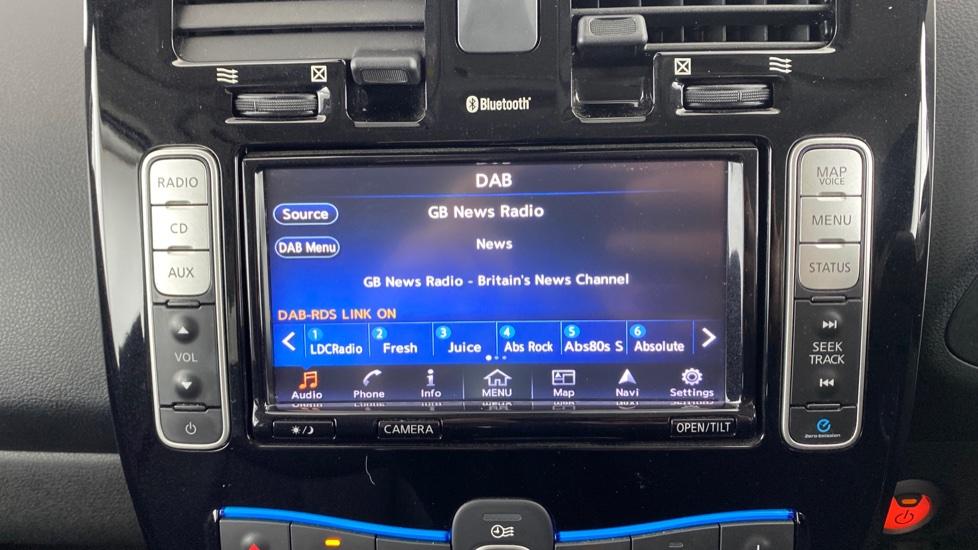 Bluetooth®
RADIO
CD
AUX
VOL
DAB
Source
GB News Radio
DAB Menu
News
GB News Radio - Britain's News Channel
DAB-RDS LINK ON
1 LDCRadio
2 Fresh
3 Juice
4 Abs Rock
5 Abs80s S
6 Absolute
Audio
Phone
Info
MENU
Map
Navi
Settings
CAMERA
OPEN/TILT
MAP
VOICE
MENU
STATUS
SEEK
TRACK
Zero Emission